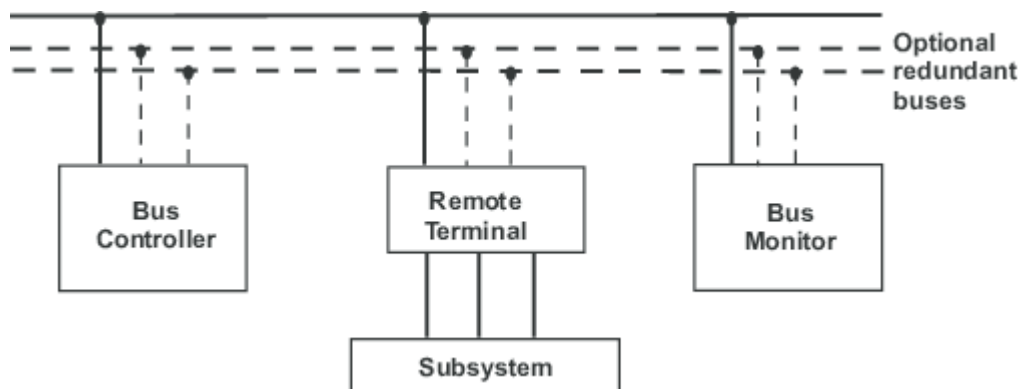 Optional
redundant
buses
Bus
Controller
Remote
Terminal
Bus
Monitor
Subsystem